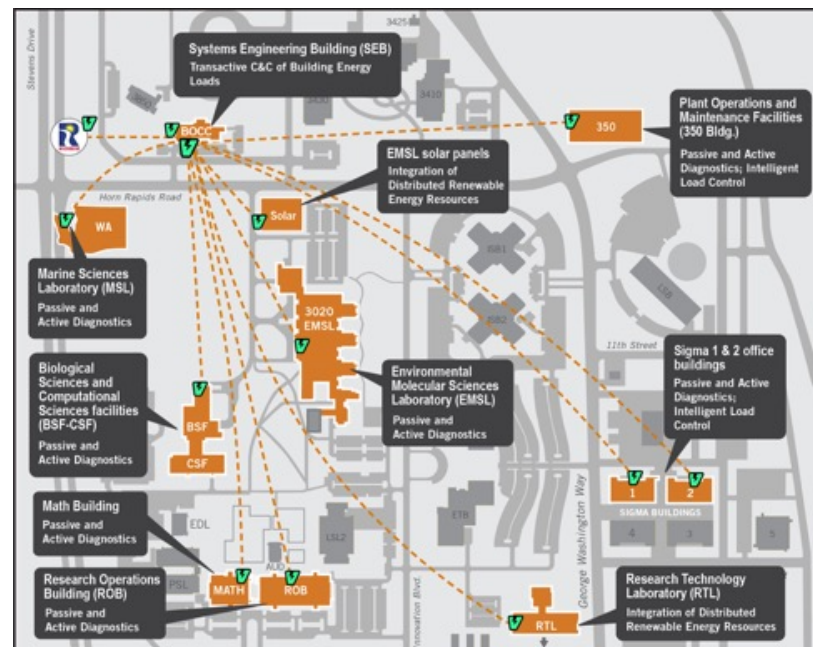 Stevens Drive
3425
Systems Engineering Building (SEB)
Transactive C&C of Building Energy
Loads
3410
BOCC
350
Plant Operations and
Maintenance Facilities
(350 Bldg.)
Passive and Active
Diagnostics; Intelligent
Load Control
R
EMSL solar panels
Integration of
Distributed Renewable
Energy Resources
Horn Rapids Road
Solar
WA
ISB1
LSB
Marine Sciences
Laboratory (MSL)
Passive and
Active Diagnostics
3020
EMSL
ISB2
11th Street
Sigma 1 & 2 office
buildings
Passive and Active
Diagnostics;
Intelligent Load
Control
Biological
Sciences and
Computational
Sciences facilities
(BSF-CSF)
Passive and
Active Diagnostics
Environmental
Molecular Sciences
Laboratory (EMSL)
Passive and
Active Diagnostics
BSF
CSF
1
2
SIGMA BUILDINGS
Math Building
Passive and
Active Diagnostics
EDL
LSL2
ETB
4
3
5
George Washington Way
AUD
PSL
MATH
ROB
Research Operations
Building (ROB)
Passive and
Active Diagnostics
Innovation Blvd.
RTL
Research Technology
Laboratory (RTL)
Integration of Distributed
Renewable Energy Resources